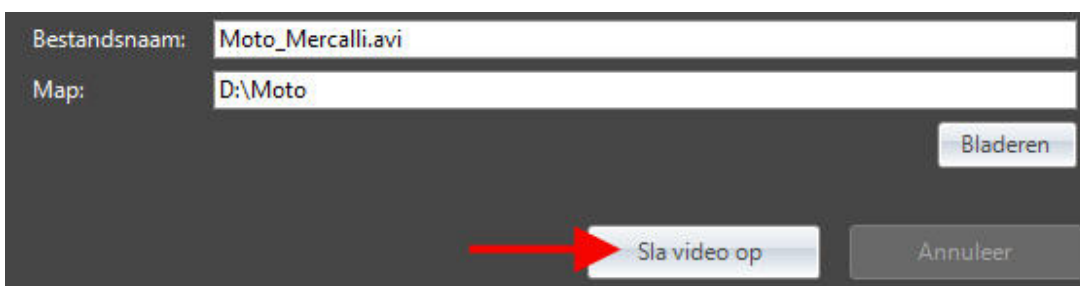 Bestandsnaam: Moto_Mercalli.avi
Map: D:\Moto
Bladeren
Sla video op Annuleer